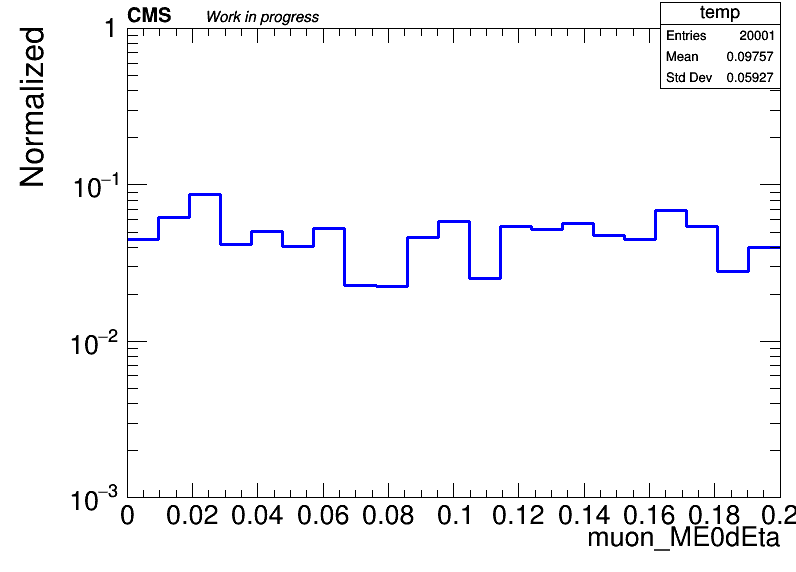 CMS Work in progress
temp
Entries 20001
Mean 0.09757
Std Dev 0.05927
Normalized
1
10−1
10−2
10−3
0 0.02 0.04 0.06 0.08 0.1 0.12 0.14 0.16 0.18 0.2
muon_ME0dEta